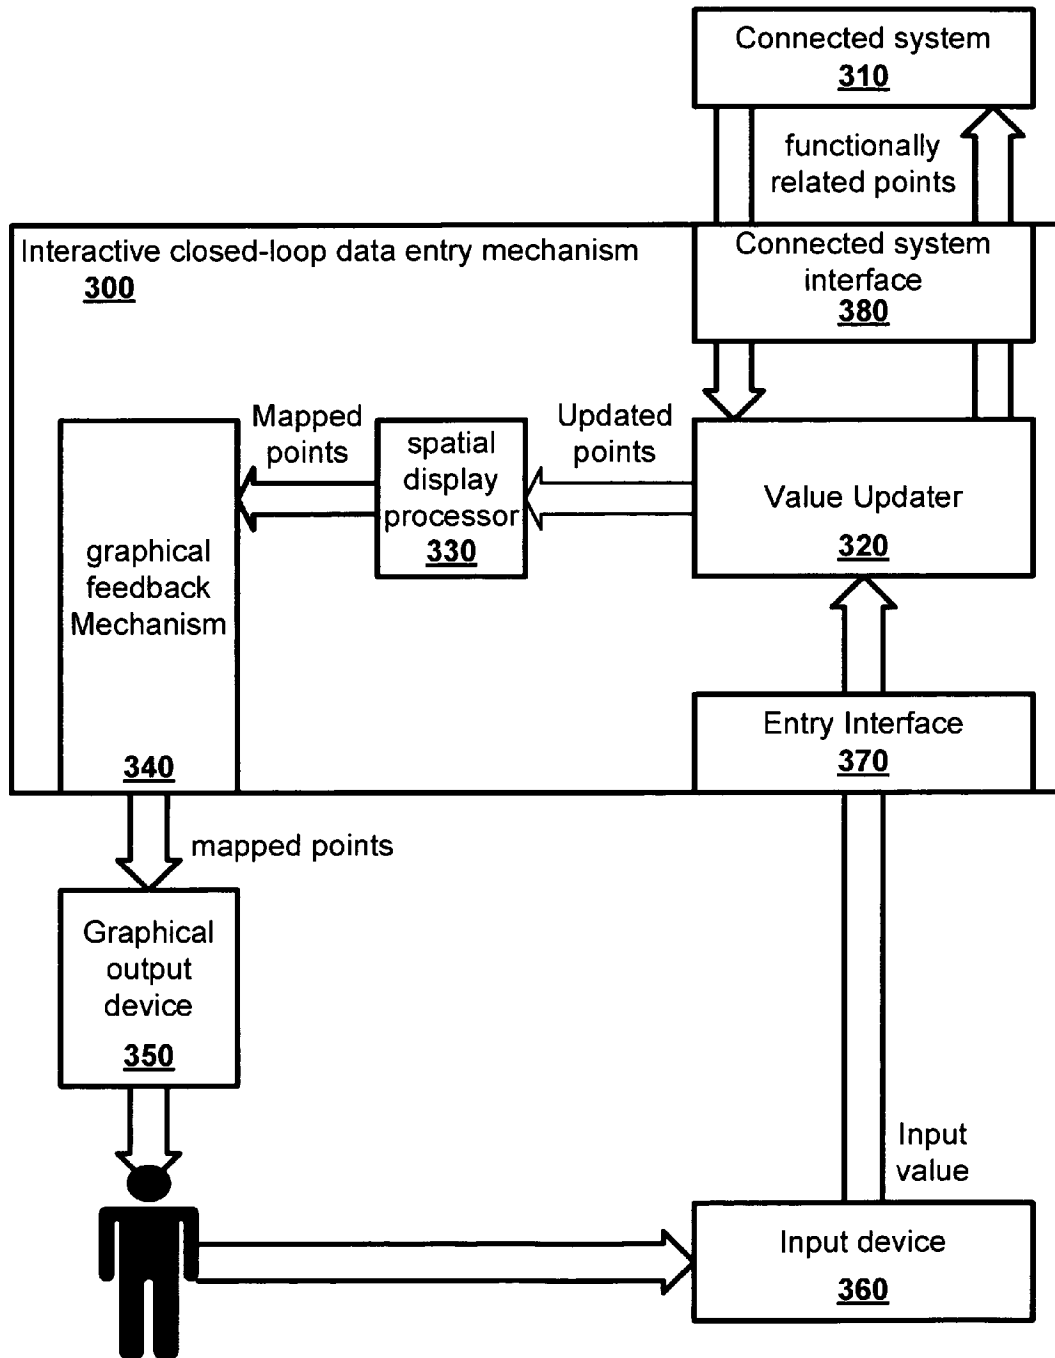 Connected system
310
functionally
related points
Interactive closed-loop data entry mechanism
300
Connected system
interface
380
Mapped
points
spatial
display
processor
330
Updated
points
Value Updater
320
graphical
feedback
Mechanism
340
Entry Interface
370
mapped points
Graphical
output
device
350
Input
value
Input device
360